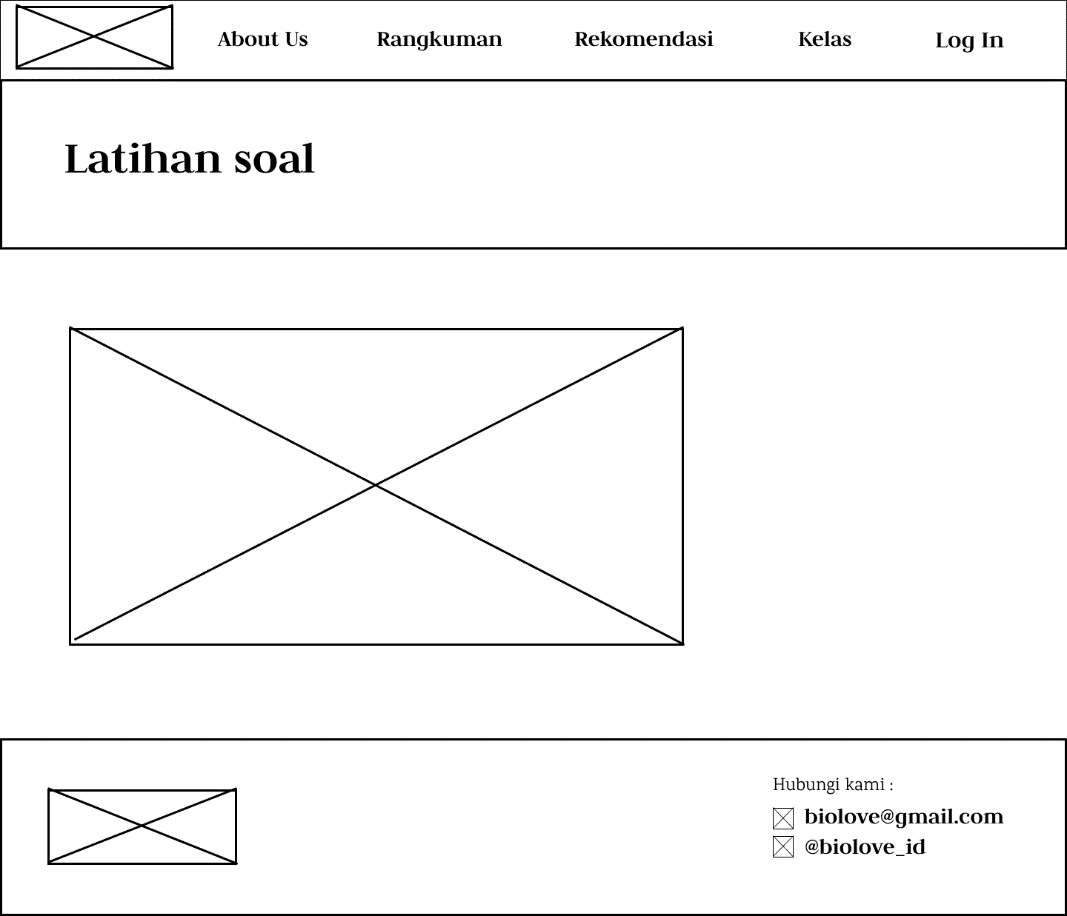 About Us Rangkuman Rekomendasi Kelas Log In
Latihan soal
Hubungi kami :
biolove@gmail.com
@biolove_id